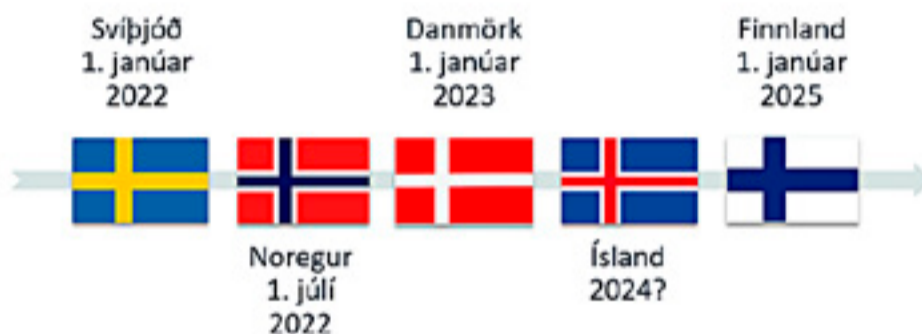 Svíþjóð
1. janúar
2022
Noregur
1. júlí
2022
Danmörk
1. janúar
2023
Ísland
2024?
Finnland
1. janúar
2025